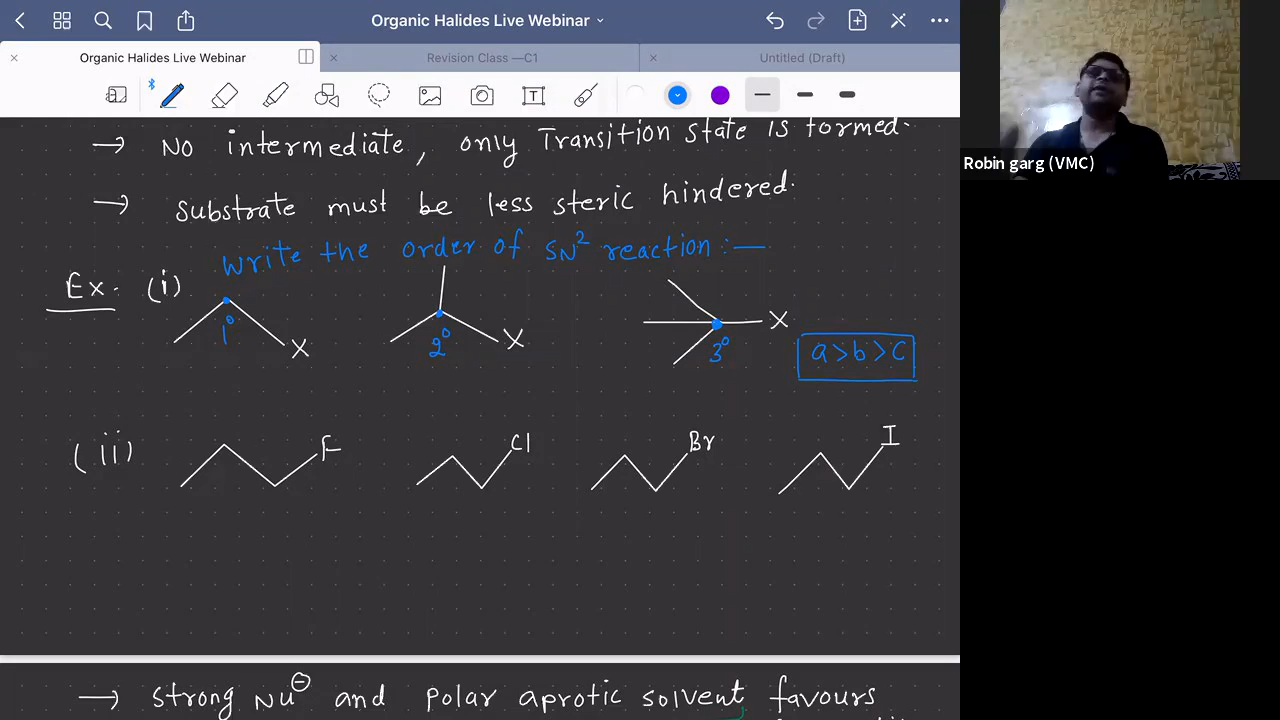 Organic Halides Live Webinar
Organic Halides Live Webinar
Revision Class —C1
Untitled (Draft)
T
Robin garg (VMC)
→ No intermediate, only Transition state is formed.
→ Substrate must be less steric hindered.
Write the order of SN² reaction :—
Ex. (i)
1° X
2° X
3° X
a > b > c
(ii) F Cl Br I
→ strong Nu⊖ and polar aprotic solvent favours